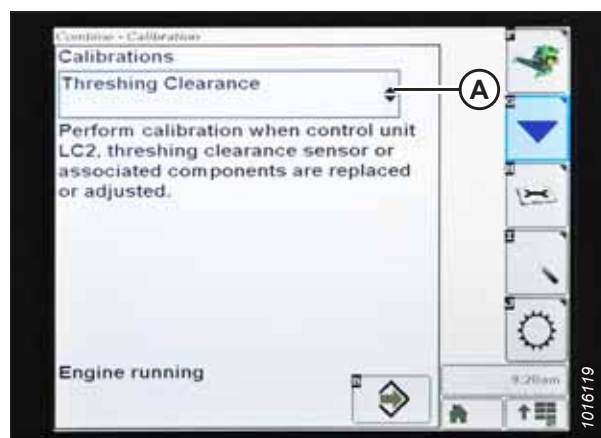 Combine - Calibration
Calibrations
Threshing Clearance
A
Perform calibration when control unit
LC2, threshing clearance sensor or
associated components are replaced
or adjusted.
Engine running
9:20am
1016119